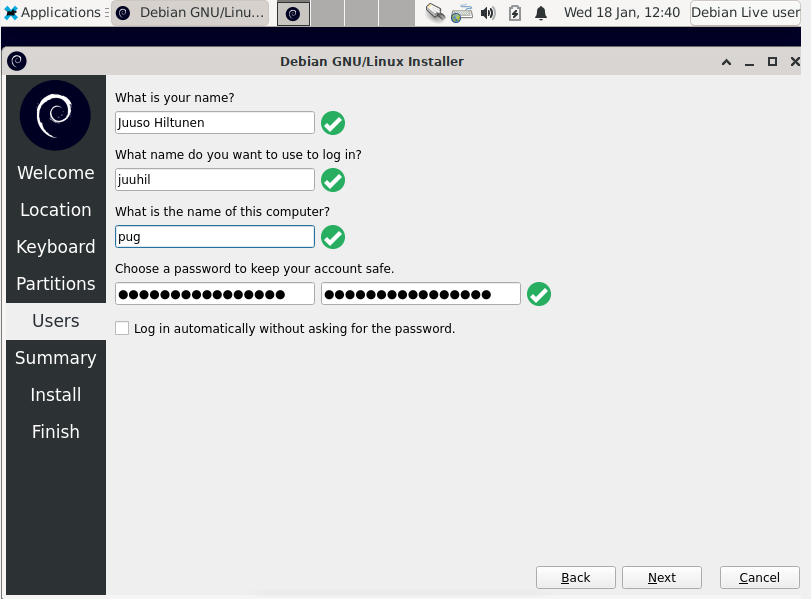 Applications Debian GNU/Linu... Wed 18 Jan, 12:40 Debian Live user
Debian GNU/Linux Installer
What is your name?
Juuso Hiltunen
What name do you want to use to log in?
juuhil
What is the name of this computer?
pug
Choose a password to keep your account safe.
Log in automatically without asking for the password.
Welcome
Location
Keyboard
Partitions
Users
Summary
Install
Finish
Back Next Cancel